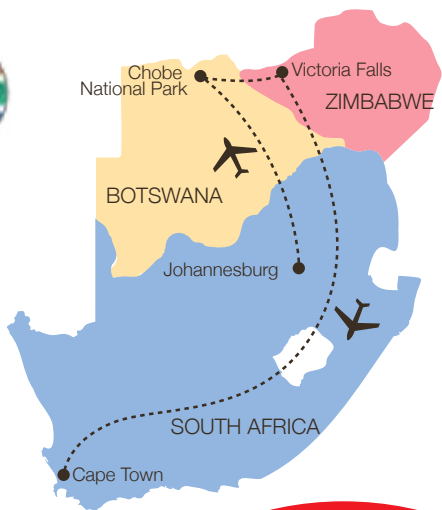 Chobe
National Park
Victoria Falls
ZIMBABWE
BOTSWANA
Johannesburg
SOUTH AFRICA
Cape Town